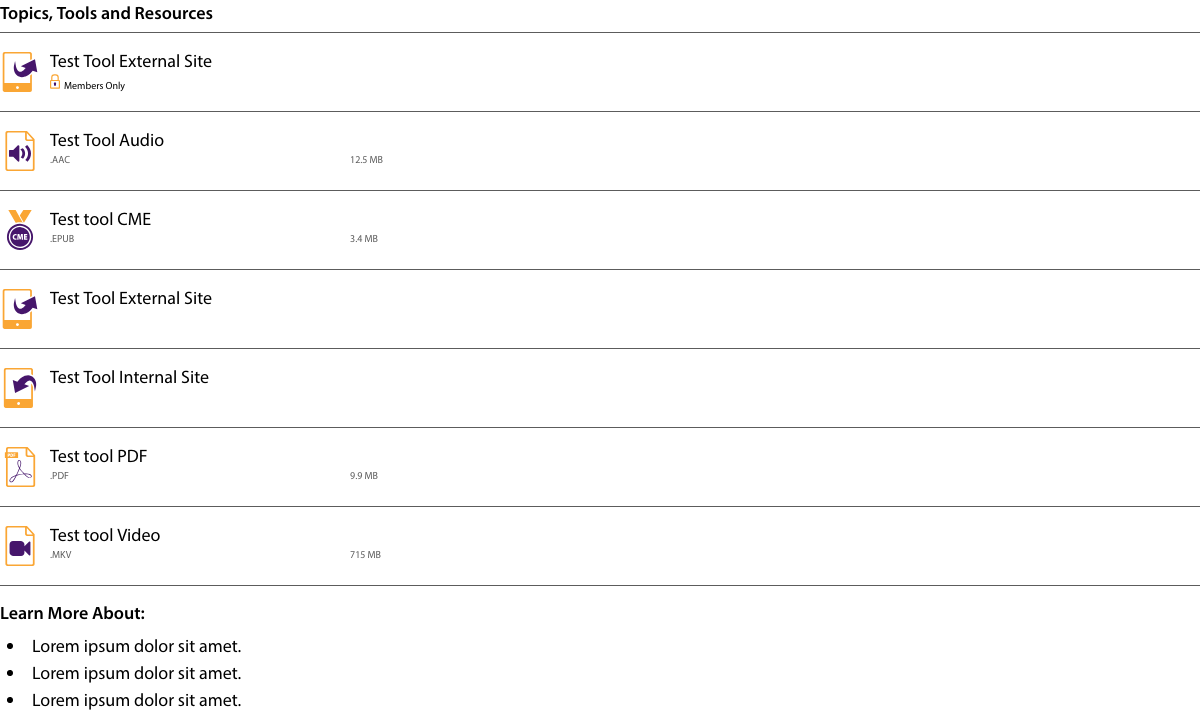 Topics, Tools and Resources
Test Tool External Site
Members Only
Test Tool Audio
.AAC 12.5 MB
Test tool CME
CME
.EPUB 3.4 MB
Test Tool External Site
Test Tool Internal Site
Test tool PDF
PDF
.PDF 9.9 MB
Test tool Video
.MKV 715 MB
Learn More About:
• Lorem ipsum dolor sit amet.
• Lorem ipsum dolor sit amet.
• Lorem ipsum dolor sit amet.